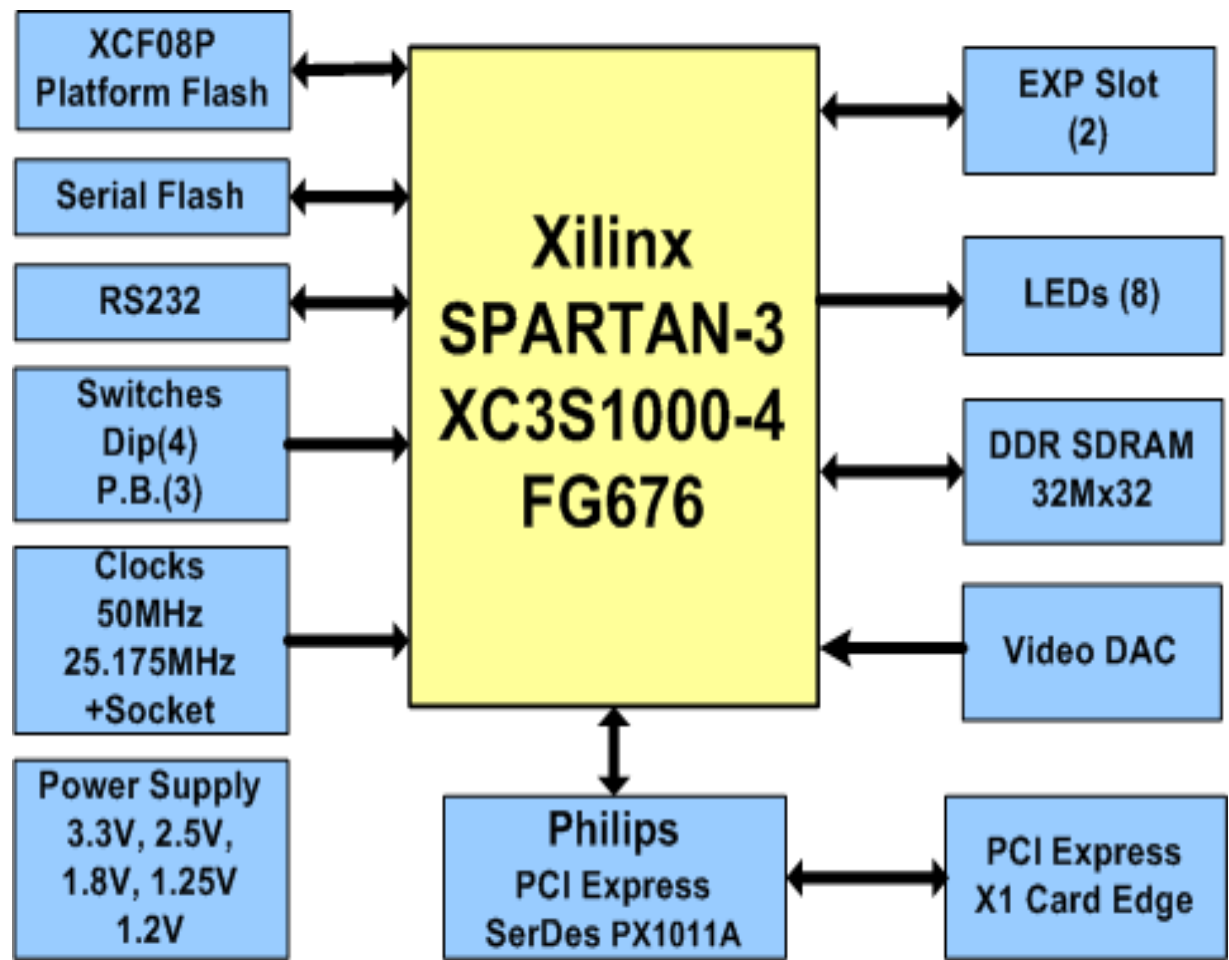 XCF08P
Platform Flash
Serial Flash
RS232
Switches
Dip(4)
P.B.(3)
Clocks
50MHz
25.175MHz
+Socket
Power Supply
3.3V, 2.5V,
1.8V, 1.25V
1.2V
Xilinx
SPARTAN-3
XC3S1000-4
FG676
EXP Slot
(2)
LEDs (8)
DDR SDRAM
32Mx32
Video DAC
Philips
PCI Express
SerDes PX1011A
PCI Express
X1 Card Edge